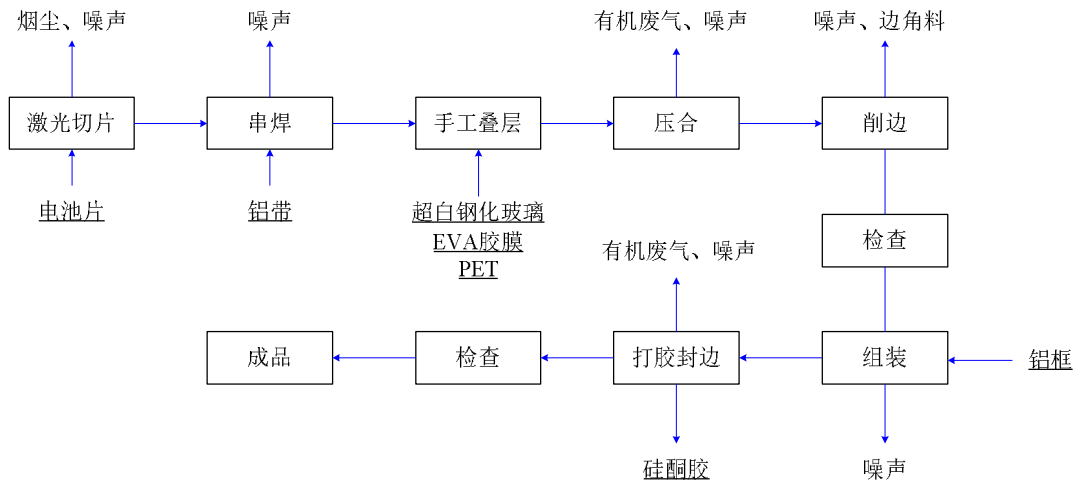 烟尘、噪声
噪声
有机废气、噪声
噪声、边角料
激光切片
串焊
手工叠层
压合
削边
电池片
铝带
超白钢化玻璃
EVA胶膜
PET
检查
有机废气、噪声
成品
检查
打胶封边
组装
铝框
硅酮胶
噪声